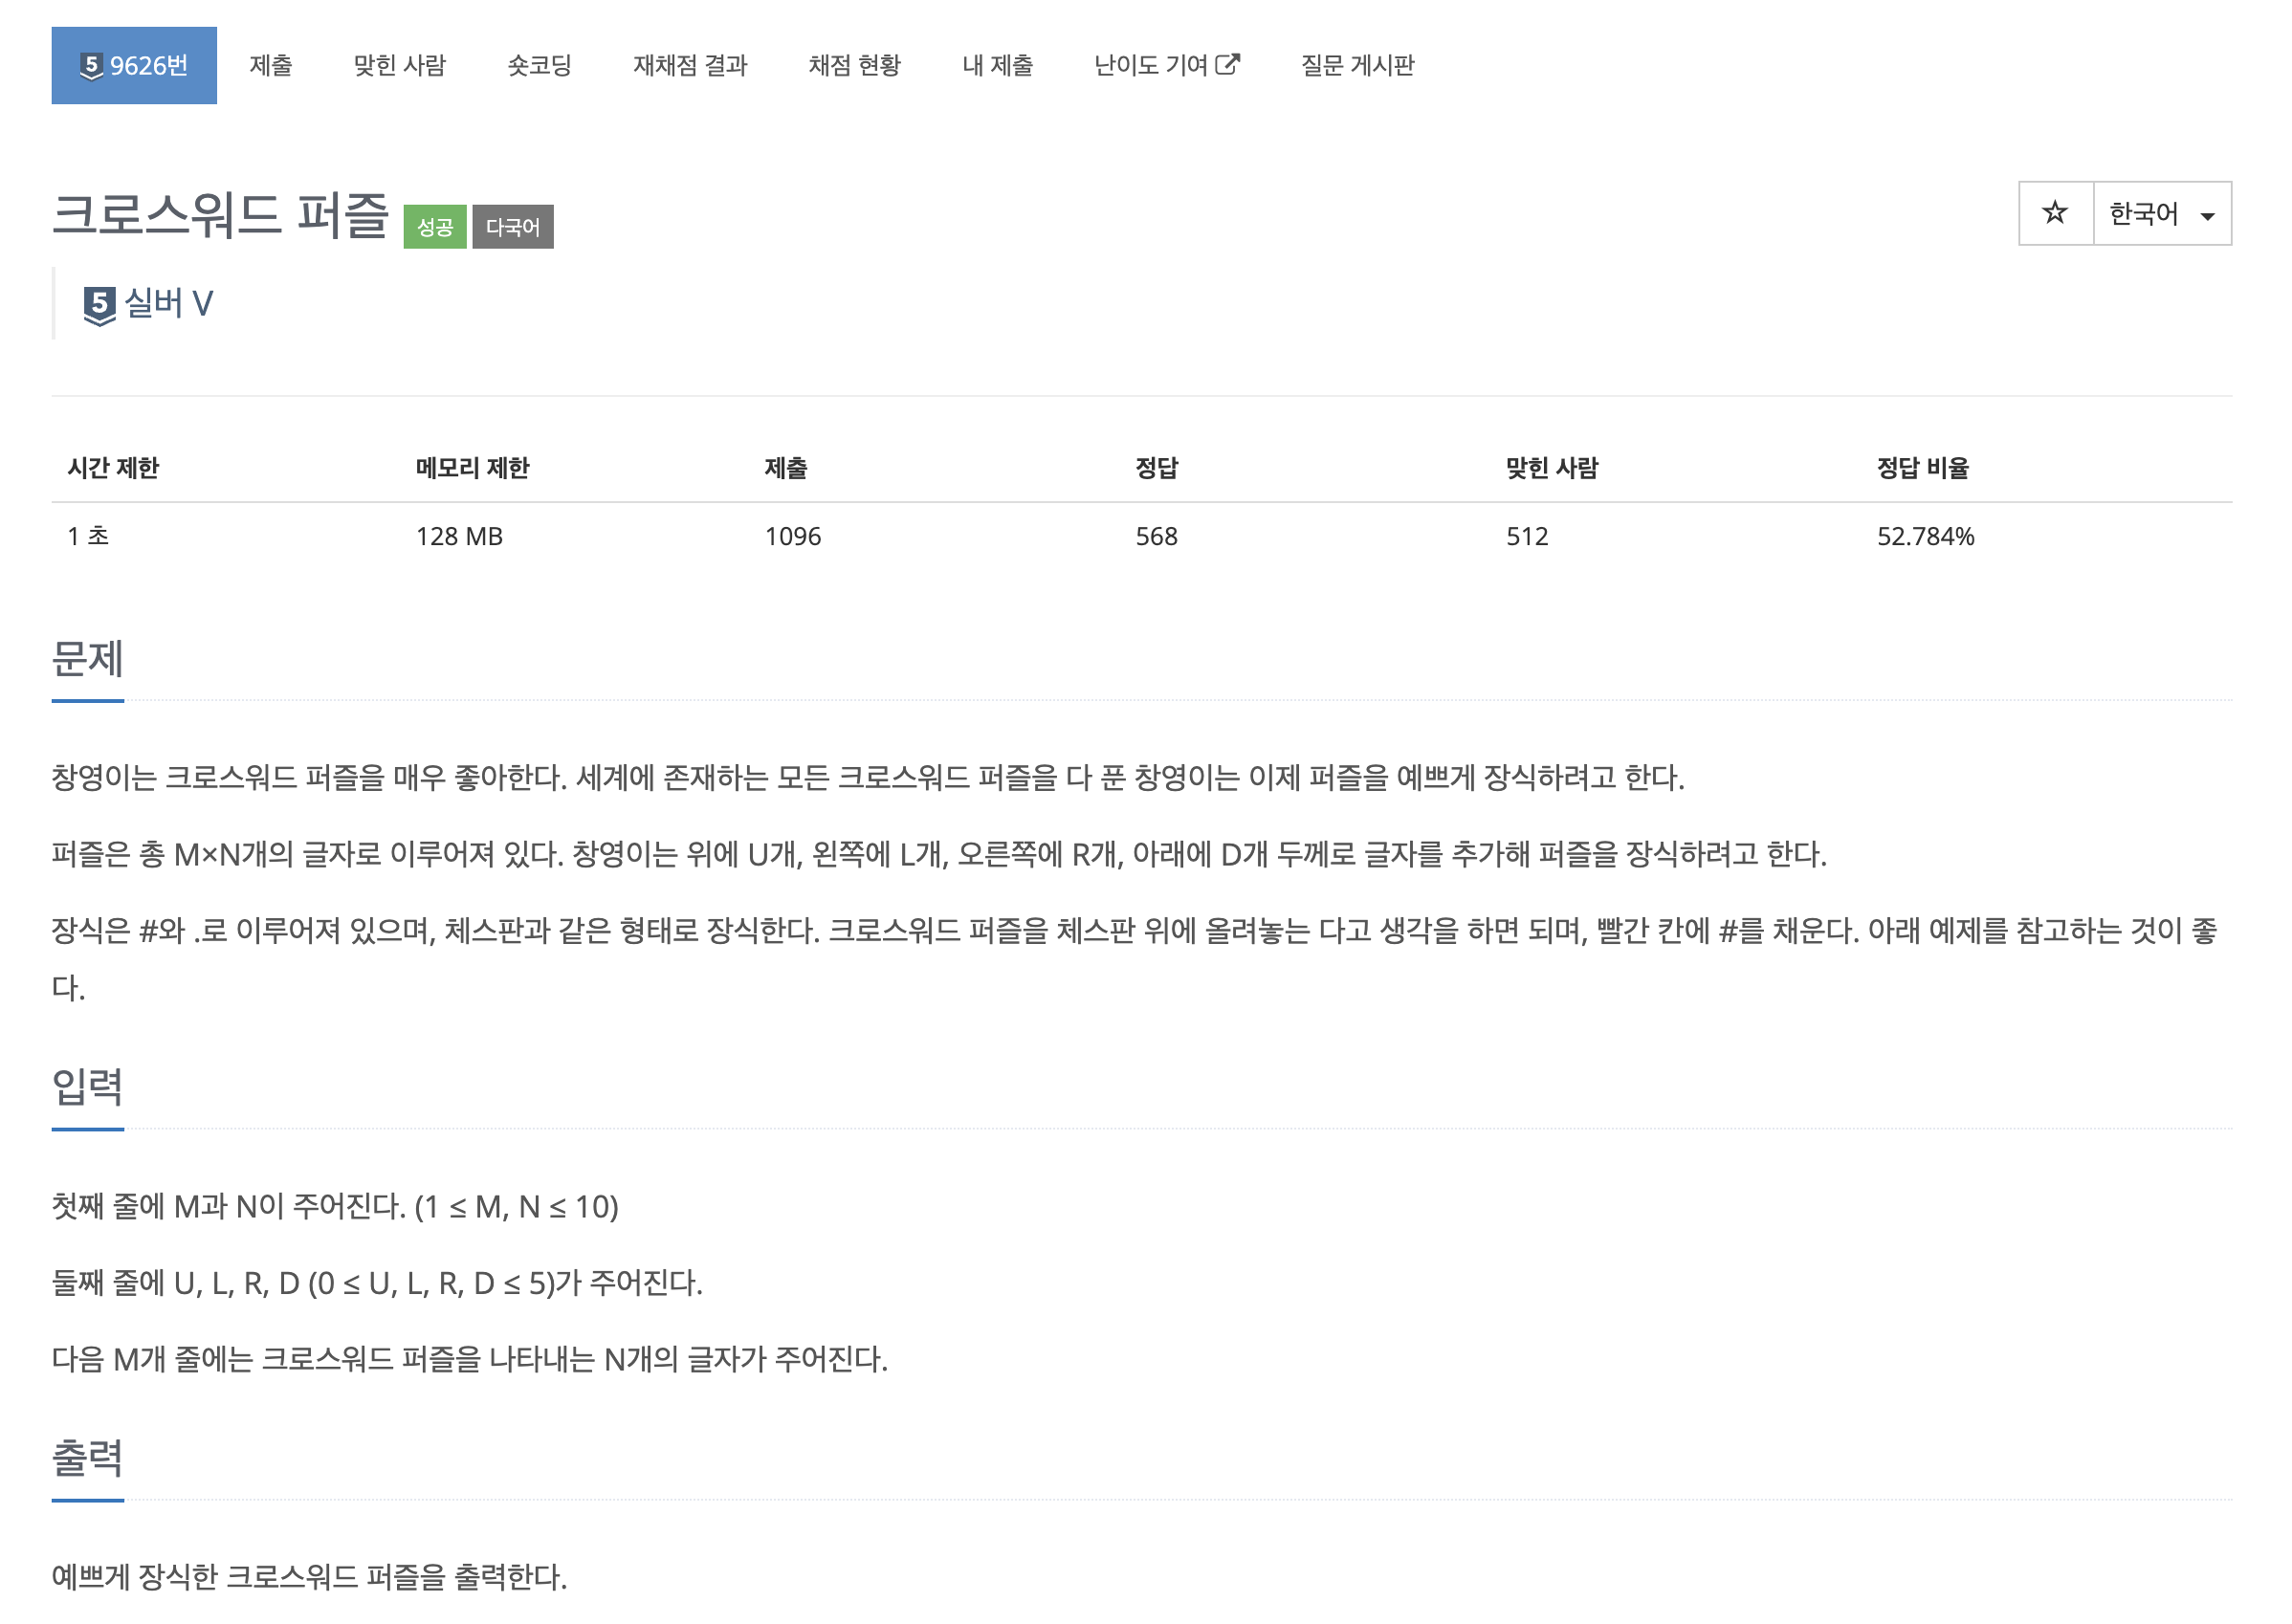 5 9626번 제출 맞힌 사람 숏코딩 재채점 결과 채점 현황 내 제출 난이도 기여 질문 게시판
크로스워드 퍼즐 성공 다국어 ☆ 한국어
5 실버 V
시간 제한 메모리 제한 제출 정답 맞힌 사람 정답 비율
1 초 128 MB 1096 568 512 52.784%
문제
창영이는 크로스워드 퍼즐을 매우 좋아한다. 세계에 존재하는 모든 크로스워드 퍼즐을 다 푼 창영이는 이제 퍼즐을 예쁘게 장식하려고 한다.
퍼즐은 총 M×N개의 글자로 이루어져 있다. 창영이는 위에 U개, 왼쪽에 L개, 오른쪽에 R개, 아래에 D개 두께로 글자를 추가해 퍼즐을 장식하려고 한다.
장식은 #와 .로 이루어져 있으며, 체스판과 같은 형태로 장식한다. 크로스워드 퍼즐을 체스판 위에 올려놓는 다고 생각을 하면 되며, 빨간 칸에 #를 채운다. 아래 예제를 참고하는 것이 좋
다.
입력
첫째 줄에 M과 N이 주어진다. (1 ≤ M, N ≤ 10)
둘째 줄에 U, L, R, D (0 ≤ U, L, R, D ≤ 5)가 주어진다.
다음 M개 줄에는 크로스워드 퍼즐을 나타내는 N개의 글자가 주어진다.
출력
예쁘게 장식한 크로스워드 퍼즐을 출력한다.